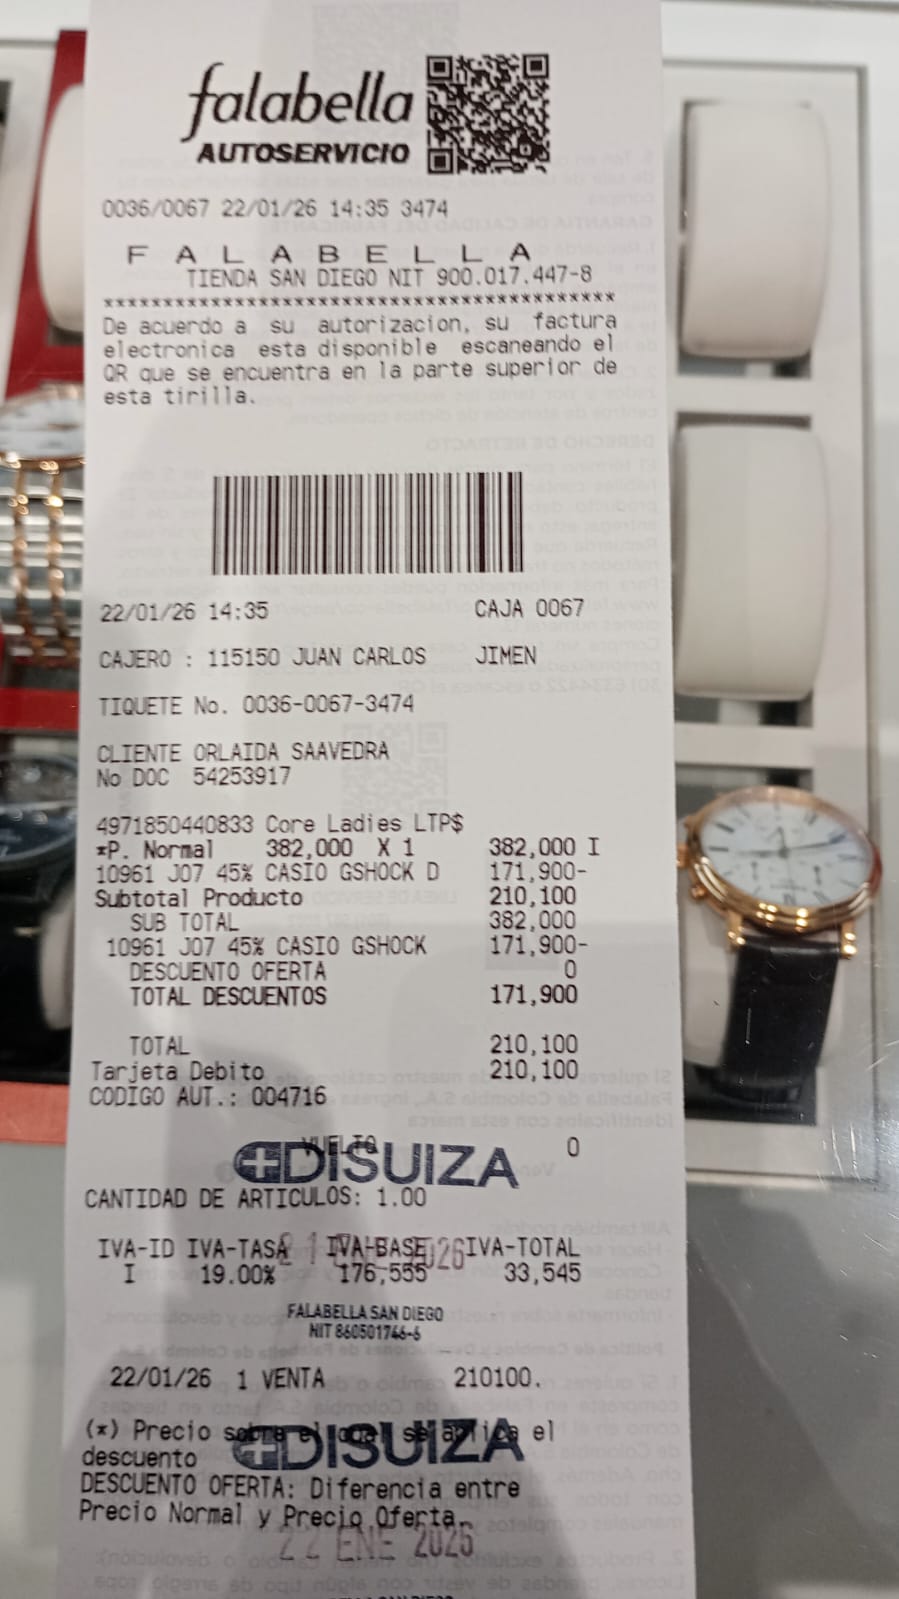 falabella
AUTOSERVICIO
0036/0067 22/01/26 14:35 3474
F A L A B E L L A
TIENDA SAN DIEGO NIT 900.017.447-8
********************************************
De acuerdo a su autorizacion, su factura
electronica esta disponible escaneando el
QR que se encuentra en la parte superior de
esta tirilla.
22/01/26 14:35 CAJA 0067
CAJERO : 115150 JUAN CARLOS JIMEN
TIQUETE No. 0036-0067-3474
CLIENTE ORLAIDA SAAVEDRA
No DOC 54253917
4971850440833 Core Ladies LTP$
*P. Normal 382,000 X 1 382,000 I
10961 J07 45% CASIO GSHOCK D 171,900-
Subtotal Producto 210,100
SUB TOTAL 382,000
10961 J07 45% CASIO GSHOCK 171,900-
DESCUENTO OFERTA 0
TOTAL DESCUENTOS 171,900
TOTAL 210,100
Tarjeta Debito 210,100
CODIGO AUT.: 004716
VUELTO 0
DISUIZA
CANTIDAD DE ARTICULOS: 1.00
IVA-ID IVA-TASA IVA-BASE IVA-TOTAL
I 19.00% 176,555 33,545
FALABELLA SAN DIEGO
NIT 860501746-6
22/01/26 1 VENTA 210100.
(*) Precio sobre el cual se aplica el
DISUIZA
descuento
DESCUENTO OFERTA: Diferencia entre
Precio Normal y Precio Oferta.
22 ENE 2026